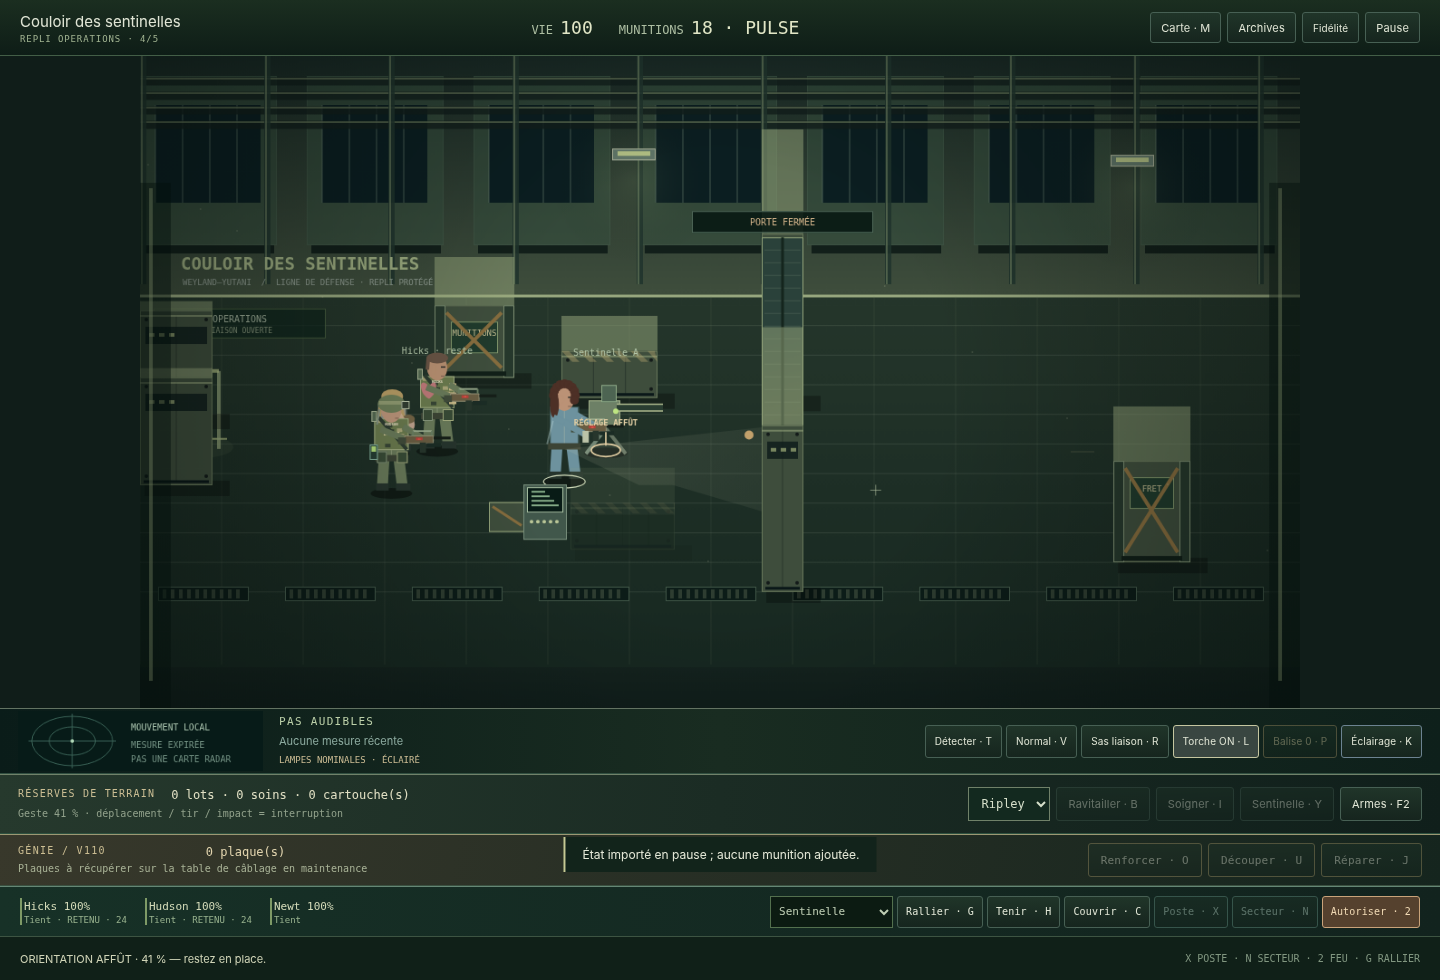 Couloir des sentinelles
REPLI OPERATIONS · 4/5
VIE 100 MUNITIONS 18 · PULSE
Carte · M
Archives
Fidélité
Pause
PORTE FERMÉE
COULOIR DES SENTINELLES
WEYLAND-YUTANI / LIGNE DE DÉFENSE · REPLI PROTÉGÉ
OPERATIONS
IAISON OUVERTE
MUNITIONS
Hicks · reste
Sentinelle A
RÉGLAGE AFFÛT
FRET
MOUVEMENT LOCAL
MESURE EXPIRÉE
PAS UNE CARTE RADAR
PAS AUDIBLES
Aucune mesure récente
LAMPES NOMINALES · ÉCLAIRÉ
Détecter · T
Normal · V
Sas liaison · R
Torche ON · L
Balise 0 · P
Éclairage · K
RÉSERVES DE TERRAIN 0 lots · 0 soins · 0 cartouche(s)
Geste 41 % · déplacement / tir / impact = interruption
Ripley
Ravitailler · B
Soigner · I
Sentinelle · Y
Armes · F2
GÉNIE / V110 0 plaque(s)
Plaques à récupérer sur la table de câblage en maintenance
État importé en pause ; aucune munition ajoutée.
Renforcer · O
Découper · U
Réparer · J
Hicks 100%
Tient · RETENU · 24
Hudson 100%
Tient · RETENU · 24
Newt 100%
Tient
Sentinelle
Rallier · G
Tenir · H
Couvrir · C
Poste · X
Secteur · N
Autoriser · 2
ORIENTATION AFFÛT · 41 % — restez en place.
X POSTE · N SECTEUR · 2 FEU · G RALLIER